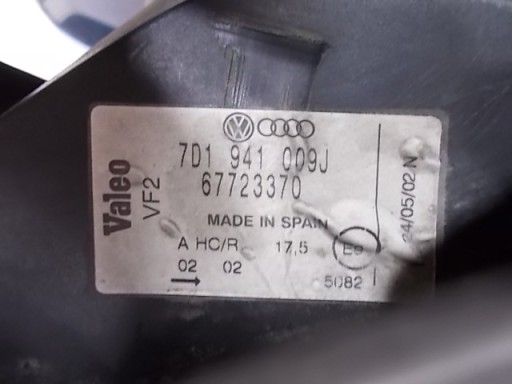 7D1 941 009J
67723370
Valeo
VF2
MADE IN SPAIN
A HC/R 17,5 E9
02 02
5082
24/05/02 N